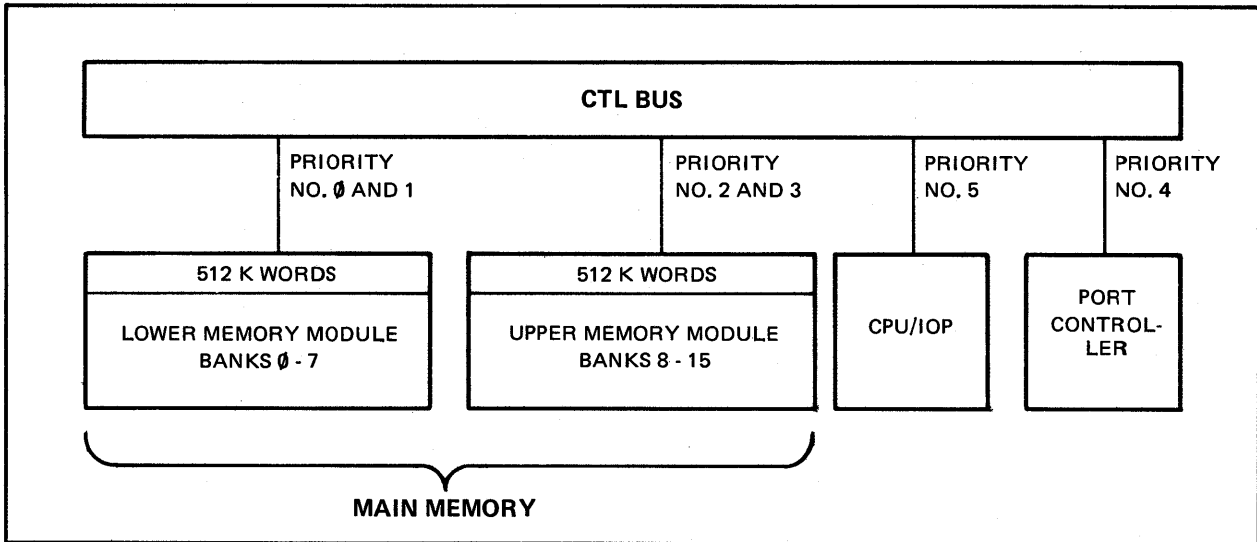 CTL BUS
PRIORITY
NO. Ø AND 1
PRIORITY
NO. 2 AND 3
PRIORITY
NO. 5
PRIORITY
NO. 4
512 K WORDS
LOWER MEMORY MODULE
BANKS Ø - 7
512 K WORDS
UPPER MEMORY MODULE
BANKS 8 - 15
CPU/IOP
PORT
CONTROL-
LER
MAIN MEMORY